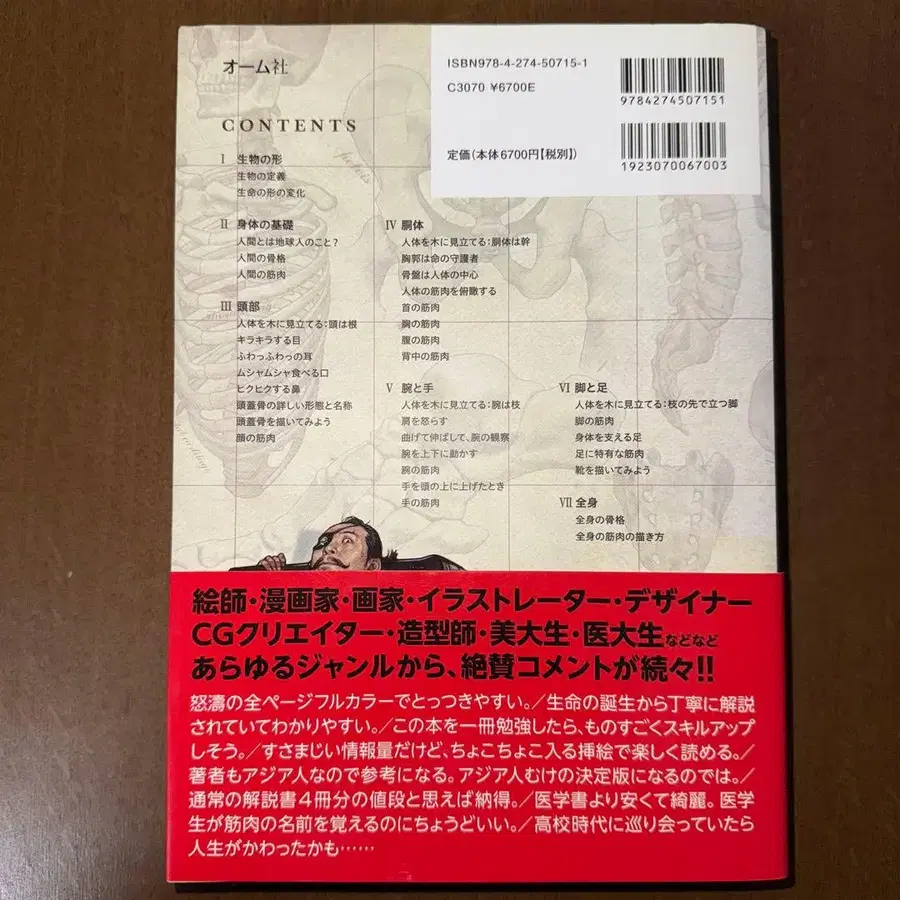 オーム社
ISBN978-4-274-50715-1
C3070 ¥6700E
定価(本体6700円【税別】)
9784274507151
1923070067003
CONTENTS
I 生物の形
生物の定義
生命の形の変化
II 身体の基礎
人間とは地球人のこと?
人間の骨格
人間の筋肉
III 頭部
人体を木に見立てる:頭は根
キラキラする目
ふわっふわっの耳
ムシャムシャ食べる口
ヒクヒクする鼻
頭蓋骨の詳しい形態と名称
頭蓋骨を描いてみよう
顔の筋肉
IV 胴体
人体を木に見立てる:胴体は幹
胸郭は命の守護者
骨盤は人体の中心
人体の筋肉を俯瞰する
首の筋肉
胸の筋肉
腹の筋肉
背中の筋肉
V 腕と手
人体を木に見立てる:腕は枝
肩を怒らす
曲げて伸ばして、腕の観察
腕を上下に動かす
腕の筋肉
手を頭の上に上げたとき
手の筋肉
VI 脚と足
人体を木に見立てる:枝の先で立つ脚
脚の筋肉
身体を支える足
足に特有な筋肉
靴を描いてみよう
VII 全身
全身の骨格
全身の筋肉の描き方
絵師・漫画家・画家・イラストレーター・デザイナー
CGクリエイター・造型師・美大生・医大生などなど
あらゆるジャンルから、絶賛コメントが続々!!
怒濤の全ページフルカラーでとっつきやすい。/生命の誕生から丁寧に解説
されていてわかりやすい。/この本を一冊勉強したら、ものすごくスキルアップ
しそう。/すさまじい情報量だけど、ちょこちょこ入る挿絵で楽しく読める。/
著者もアジア人なので参考になる。アジア人むけの決定版になるのでは。/
通常の解説書4冊分の値段と思えば納得。/医学書より安くて綺麗。医学
生が筋肉の名前を覚えるのにちょうどいい。/高校時代に巡り会っていたら
人生がかわったかも……